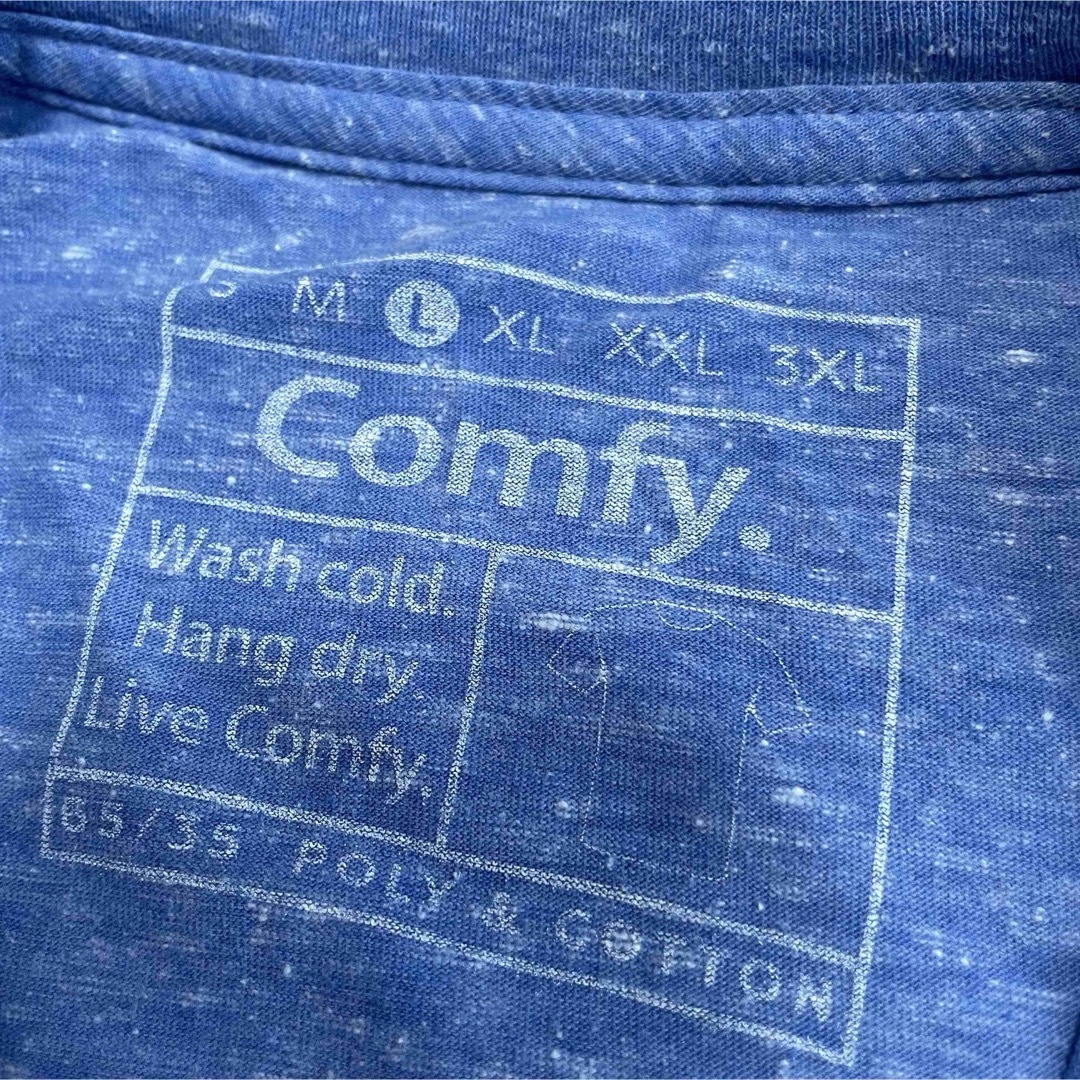 S M L XL XXL 3XL
Comfy.
Wash cold.
Hang dry.
Live Comfy.
65/35 POLY & COTTON